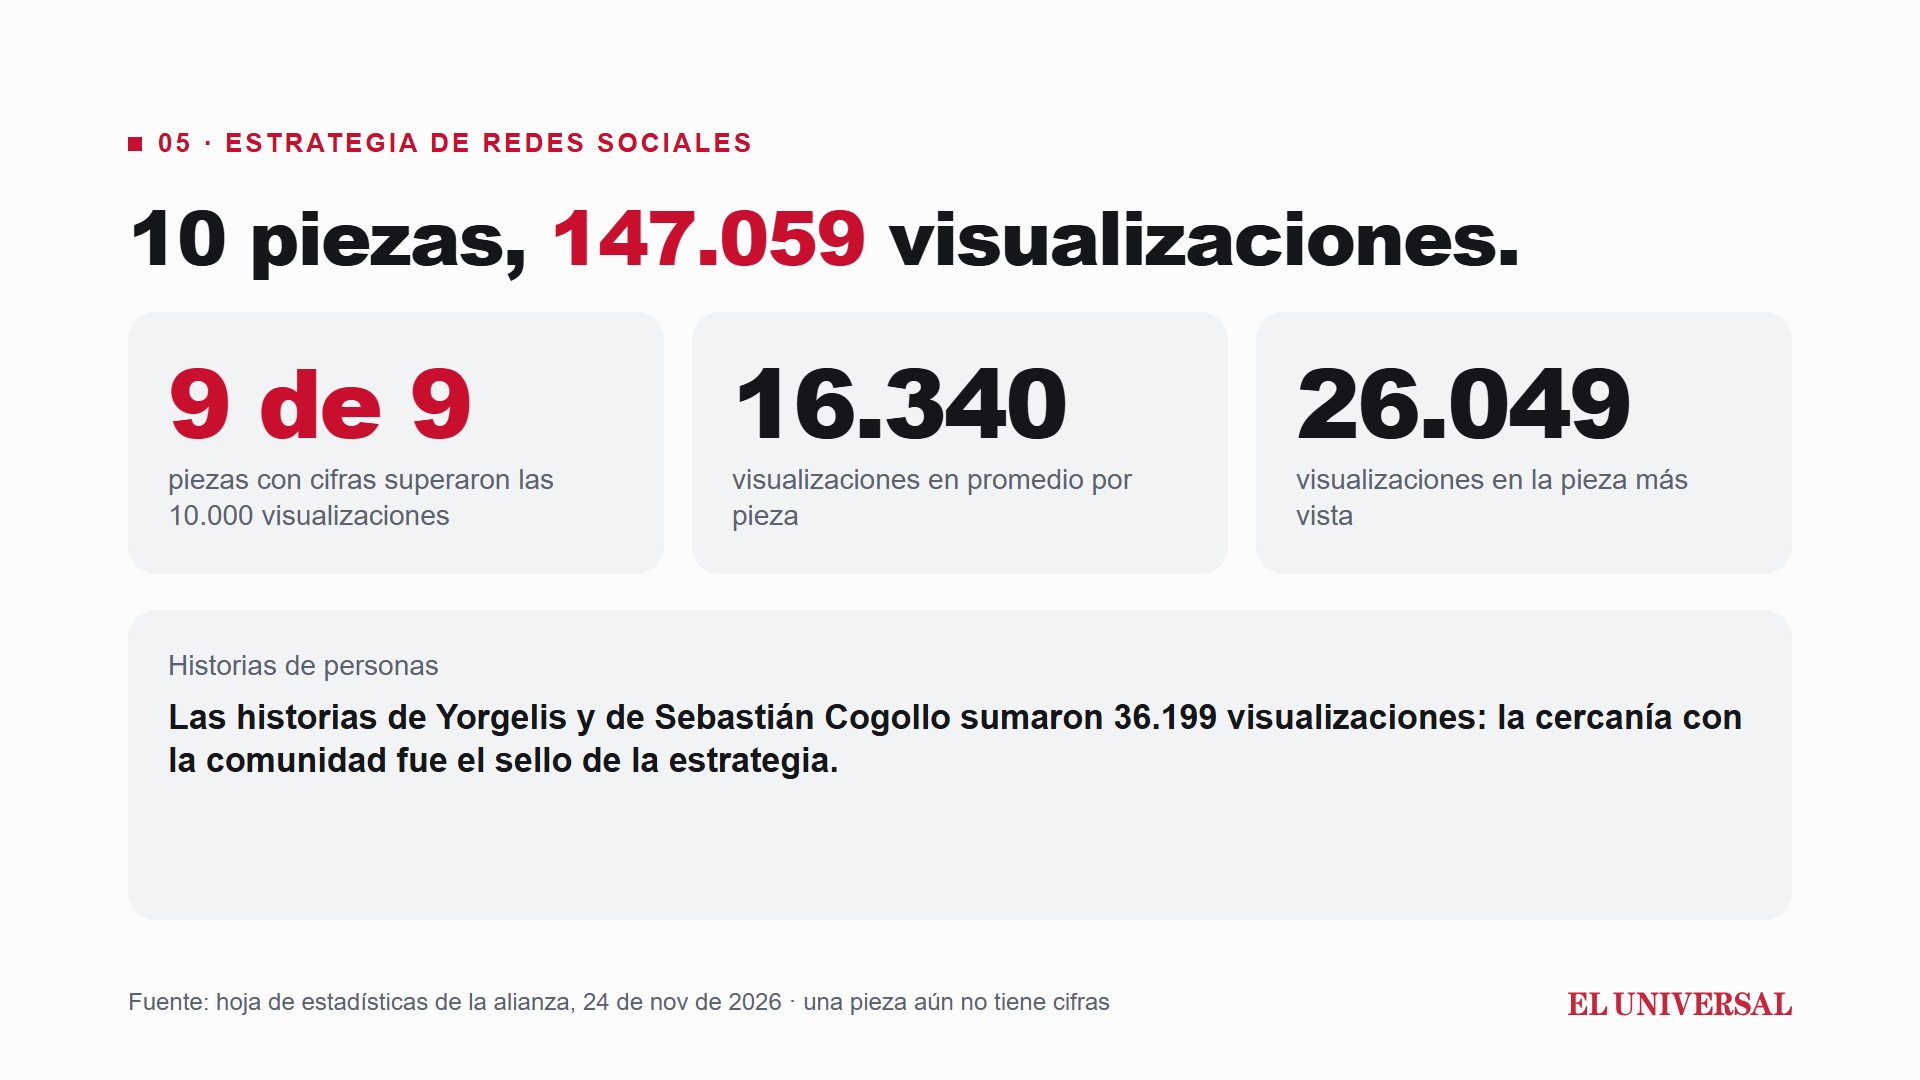 05 · ESTRATEGIA DE REDES SOCIALES
10 piezas, 147.059 visualizaciones.
9 de 9
piezas con cifras superaron las
10.000 visualizaciones
16.340
visualizaciones en promedio por
pieza
26.049
visualizaciones en la pieza más
vista
Historias de personas
Las historias de Yorgelis y de Sebastián Cogollo sumaron 36.199 visualizaciones: la cercanía con
la comunidad fue el sello de la estrategia.
Fuente: hoja de estadísticas de la alianza, 24 de nov de 2026 · una pieza aún no tiene cifras
EL UNIVERSAL